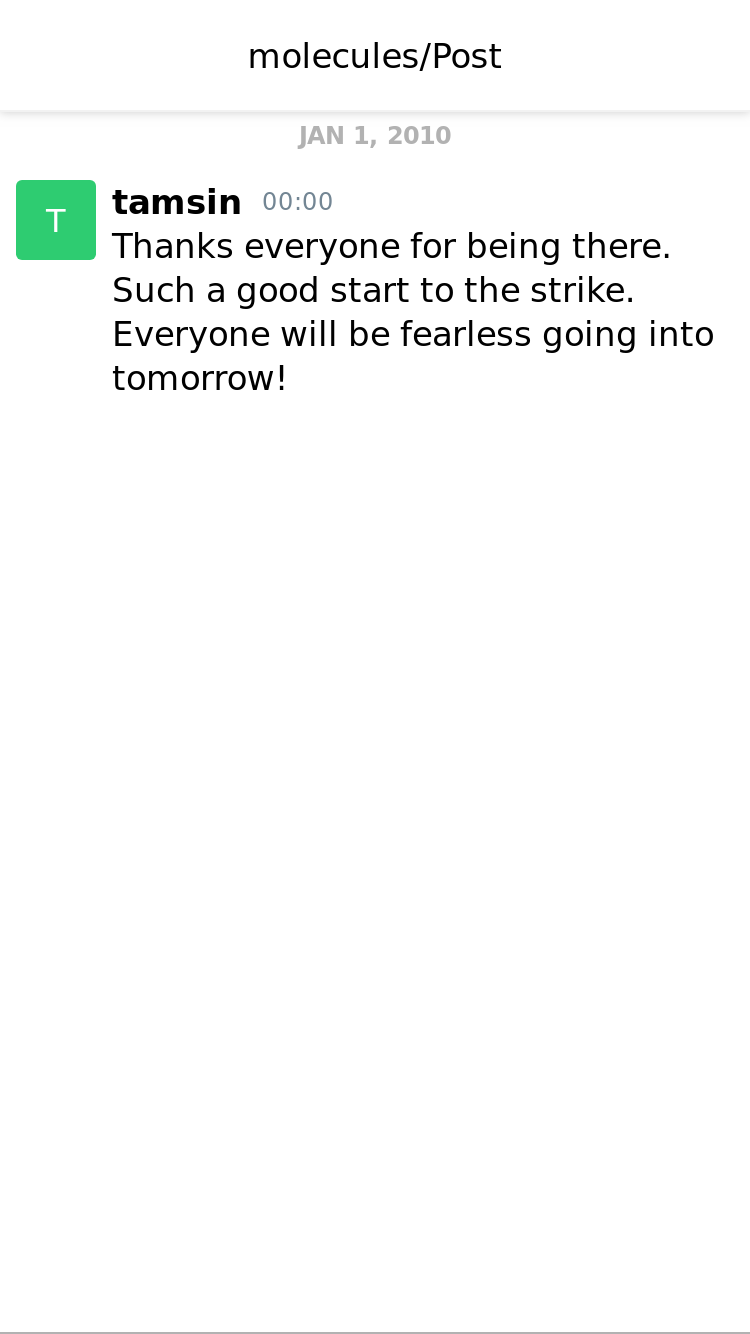 molecules/Post
JAN 1, 2010
T
tamsin 00:00
Thanks everyone for being there.
Such a good start to the strike.
Everyone will be fearless going into
tomorrow!